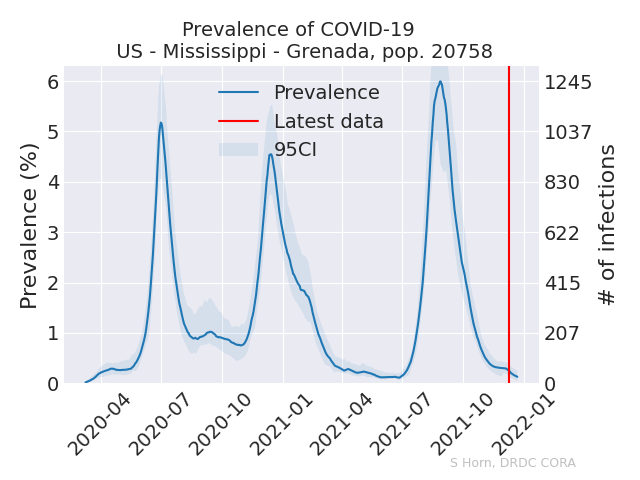 Prevalence of COVID-19
US - Mississippi - Grenada, pop. 20758
Prevalence
Latest data
95CI
Prevalence (%)
6
5
4
3
2
1
0
1245
1037
830
622
415
207
0
# of infections
2020-04
2020-07
2020-10
2021-01
2021-04
2021-07
2021-10
2022-01
S Horn, DRDC CORA